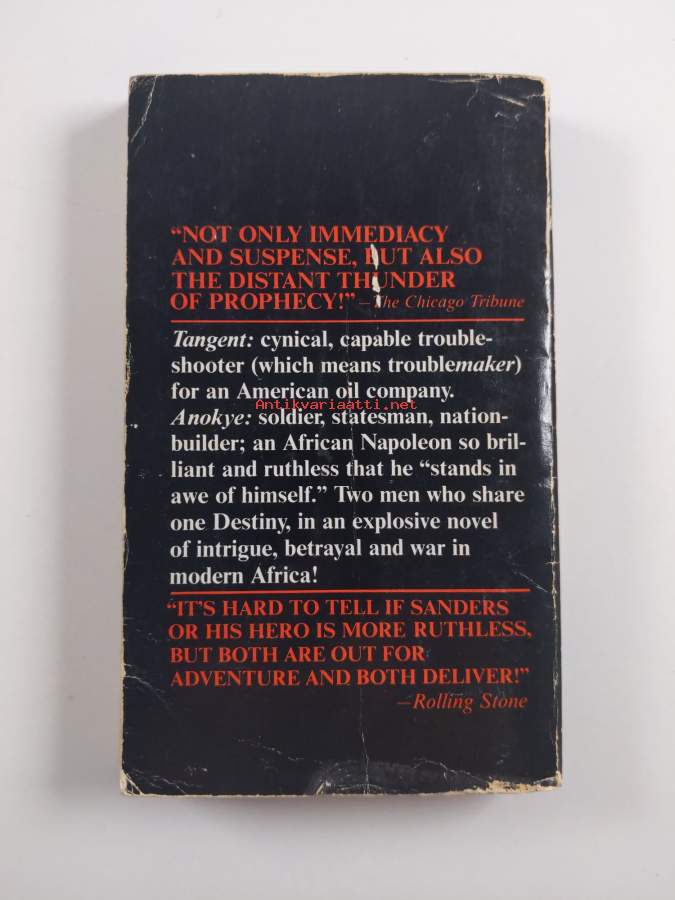 “NOT ONLY IMMEDIACY
AND SUSPENSE, BUT ALSO
THE DISTANT THUNDER
OF PROPHECY!” —The Chicago Tribune
Tangent: cynical, capable trouble-
shooter (which means troublemaker)
for an American oil company.
Antikvariaatti.net
Anokye: soldier, statesman, nation-
builder; an African Napoleon so bril-
liant and ruthless that he “stands in
awe of himself.” Two men who share
one Destiny, in an explosive novel
of intrigue, betrayal and war in
modern Africa!
“IT’S HARD TO TELL IF SANDERS
OR HIS HERO IS MORE RUTHLESS,
BUT BOTH ARE OUT FOR
ADVENTURE AND BOTH DELIVER!”
—Rolling Stone